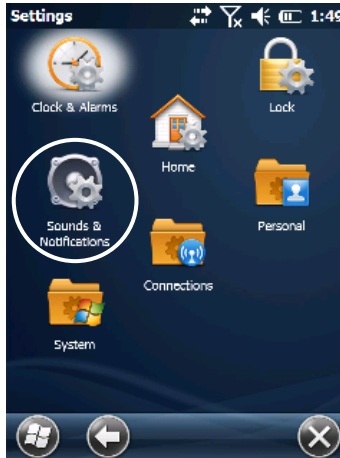 Settings
1:49
Clock & Alarms
Lock
Home
Sounds &
Notifications
Personal
Connections
System